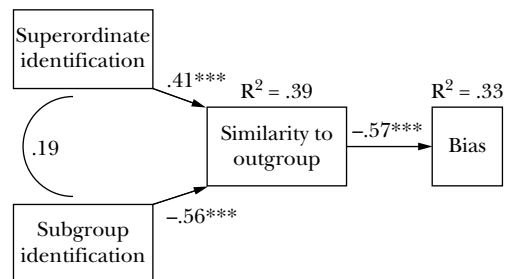 Superordinate
identification
.41***
R² = .39
R² = .33
Similarity to
outgroup
–.57***
Bias
.19
–.56***
Subgroup
identification